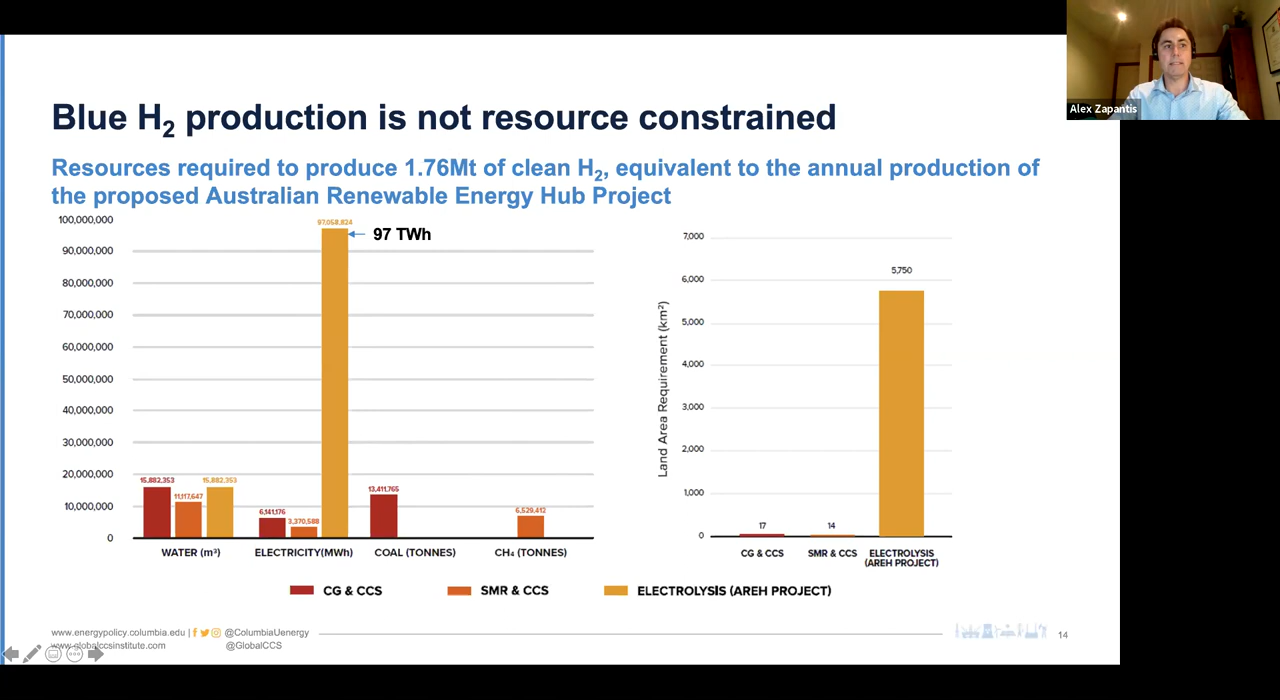 Alex Zapantis
Blue H₂ production is not resource constrained
Resources required to produce 1.76Mt of clean H₂, equivalent to the annual production of
the proposed Australian Renewable Energy Hub Project
100,000,000
90,000,000
80,000,000
70,000,000
60,000,000
50,000,000
40,000,000
30,000,000
20,000,000
10,000,000
0
97,058,824
97 TWh
15,882,353
11,117,647
15,882,353
6,141,176
3,370,588
13,411,765
6,529,412
WATER (m³)
ELECTRICITY(MWh)
COAL (TONNES)
CH₄ (TONNES)
Land Area Requirement (km²)
7,000
6,000
5,000
4,000
3,000
2,000
1,000
0
17
14
5,750
CG & CCS
SMR & CCS
ELECTROLYSIS
(AREH PROJECT)
CG & CCS
SMR & CCS
ELECTROLYSIS (AREH PROJECT)
www.energypolicy.columbia.edu | @ColumbiaUenergy
www.globalccsinstitute.com @GlobalCCS
14